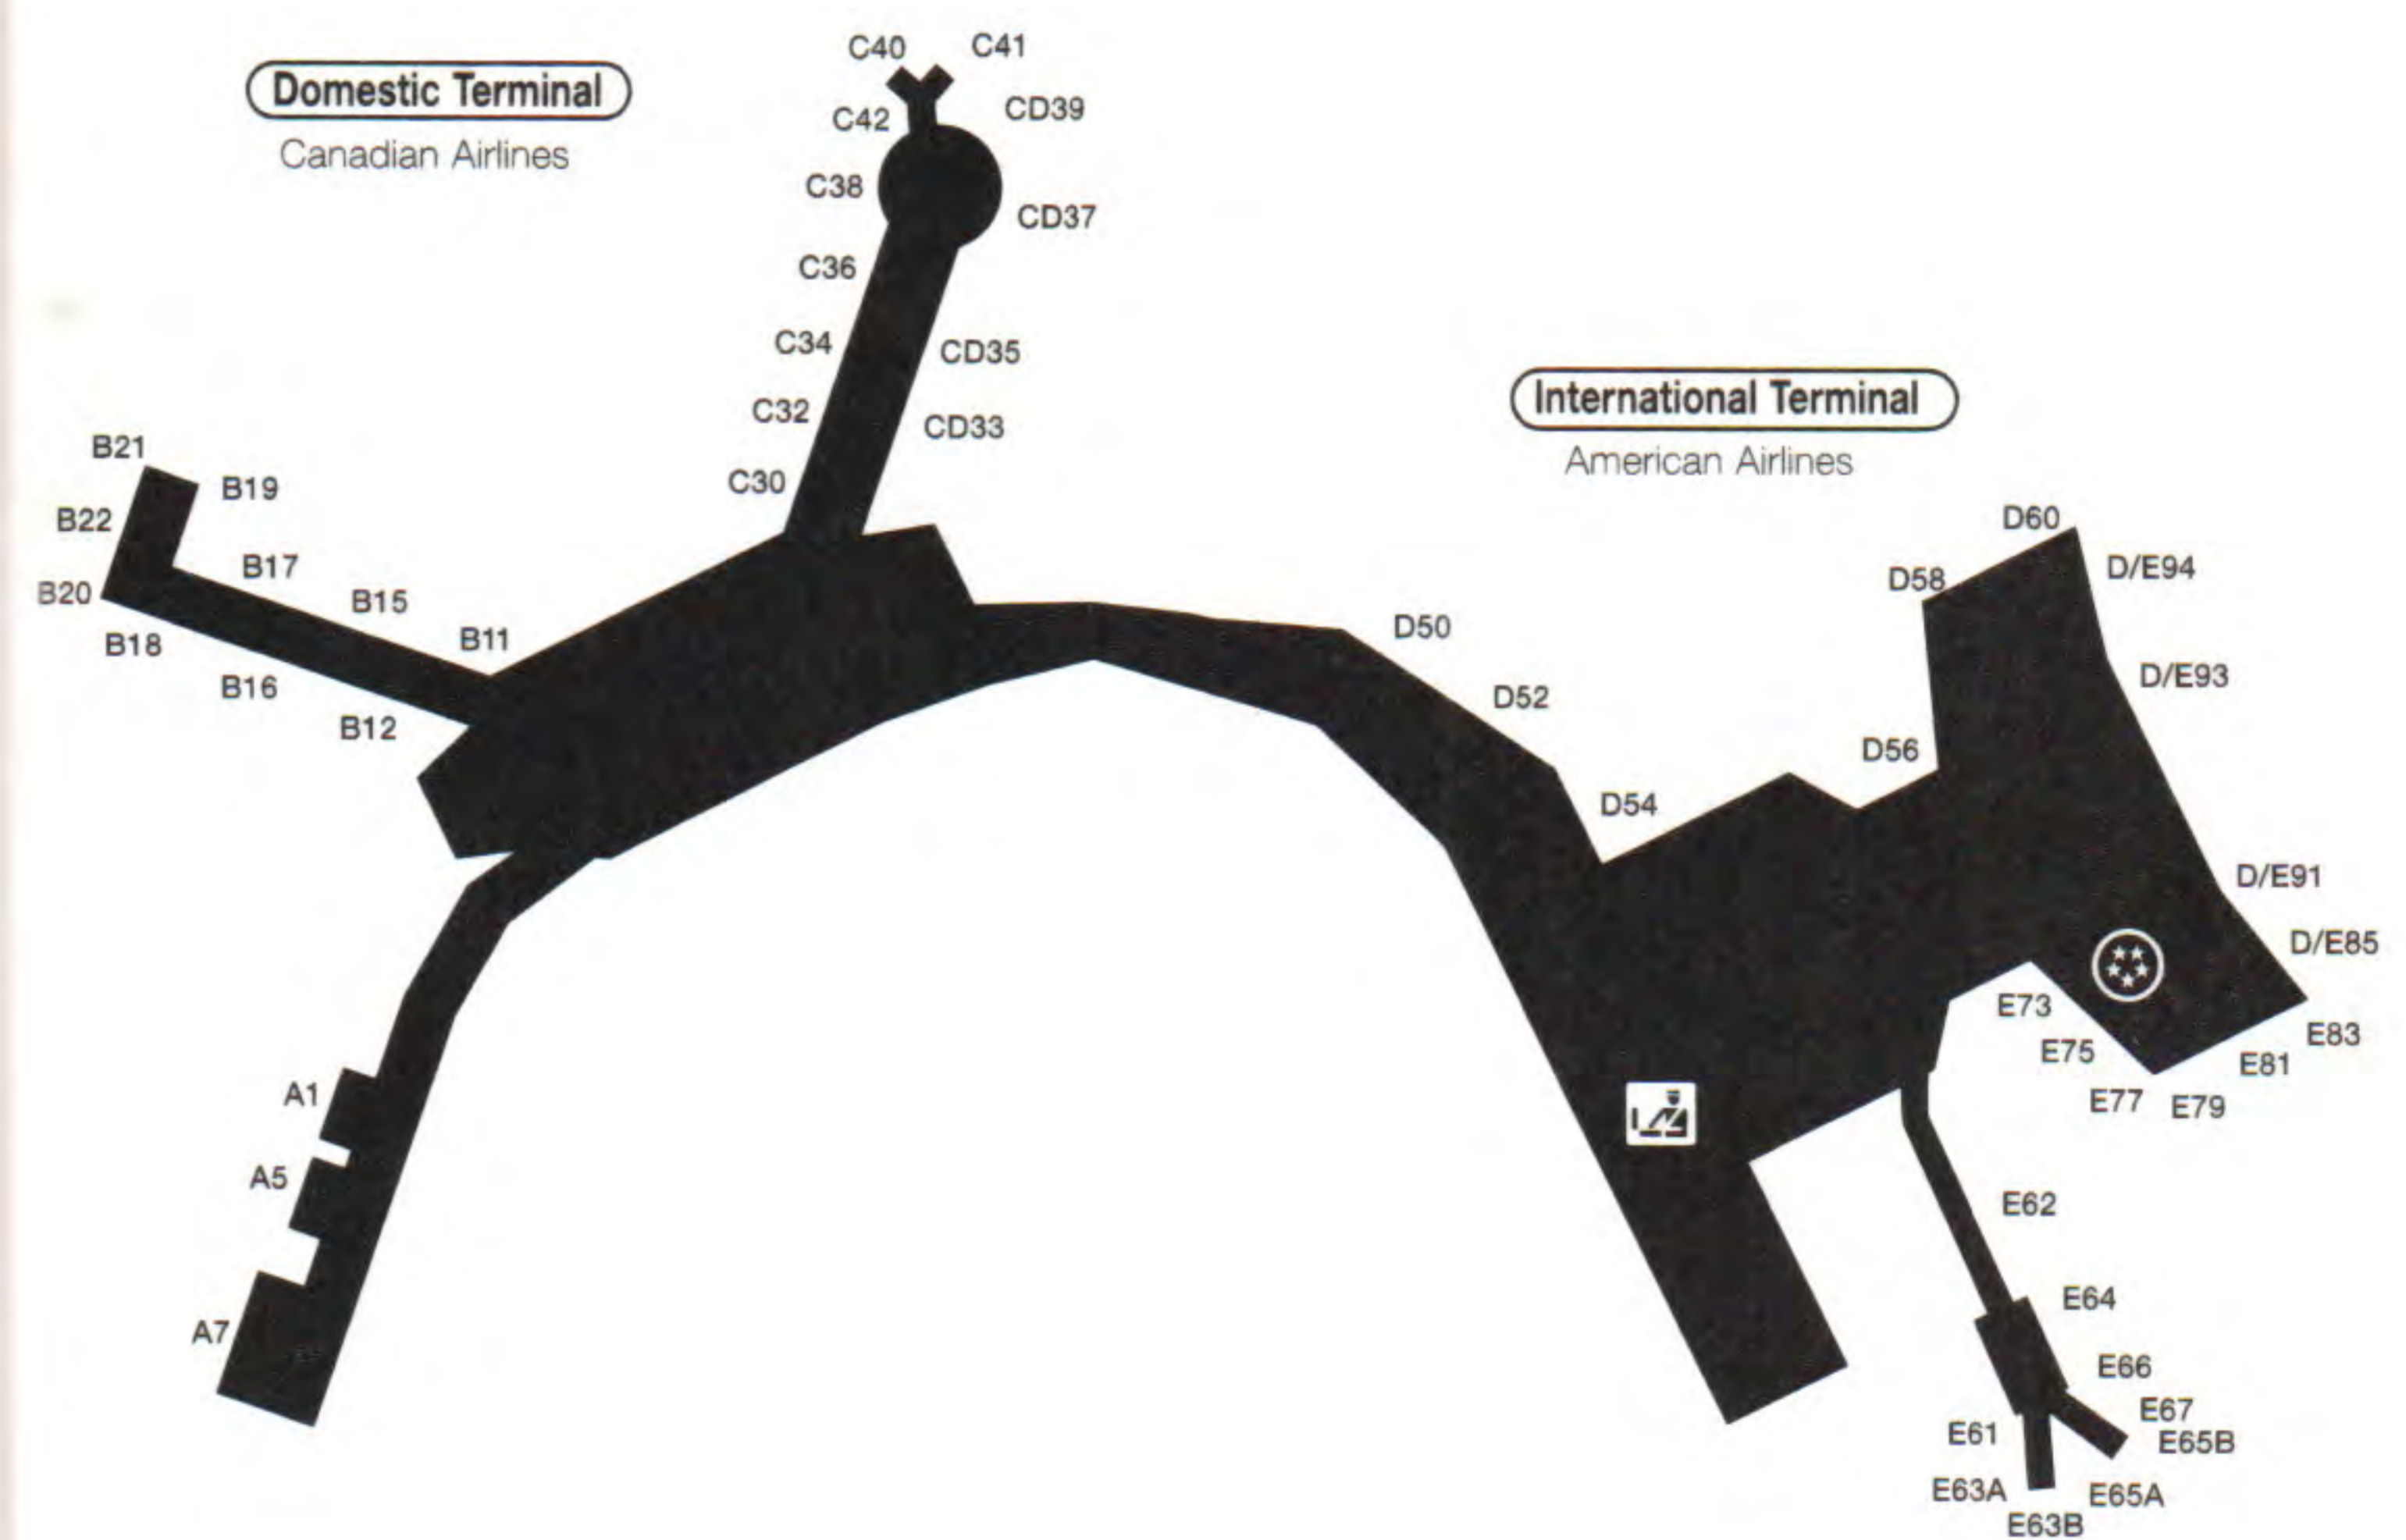 Domestic Terminal
Canadian Airlines
C40
C41
C42
CD39
C38
CD37
C36
C34
CD35
C32
CD33
C30
B21
B19
B22
B17
B20
B15
B18
B11
B16
B12
International Terminal
American Airlines
D60
D58
D/E94
D50
D/E93
D52
D56
D54
D/E91
D/E85
E73
E83
E75
E81
E77
E79
A1
A5
A7
E62
E64
E66
E67
E61
E65B
E63A
E65A
E63B